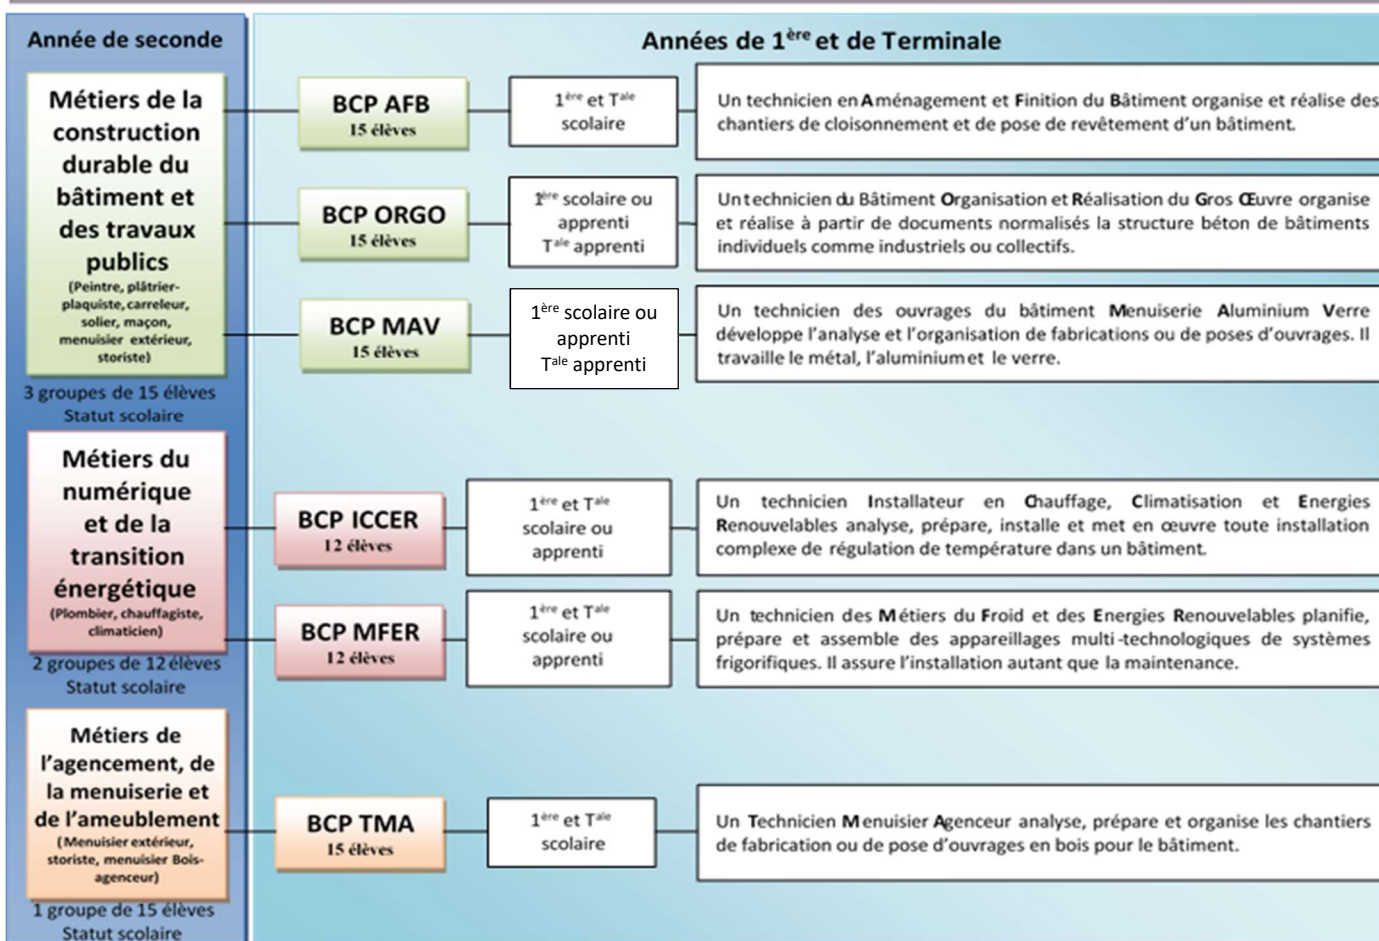 Année de seconde
Années de 1ère et de Terminale
Métiers de la
construction
durable du
bâtiment et
des travaux
publics
(Peintre, plâtrier-
plaquiste, carreleur,
solier, maçon,
menuisier extérieur,
storiste)
3 groupes de 15 élèves
Statut scolaire
BCP AFB
15 élèves
1ère et Tale
scolaire
Un technicien en Aménagement et Finition du Bâtiment organise et réalise des
chantiers de cloisonnement et de pose de revêtement d'un bâtiment.
BCP ORGO
15 élèves
1ère scolaire ou
apprenti
Tale apprenti
Un technicien du Bâtiment Organisation et Réalisation du Gros Œuvre organise
et réalise à partir de documents normalisés la structure béton de bâtiments
individuels comme industriels ou collectifs.
BCP MAV
15 élèves
1ère scolaire ou
apprenti
Tale apprenti
Un technicien des ouvrages du bâtiment Menuiserie Aluminium Verre
développe l'analyse et l'organisation de fabrications ou de poses d'ouvrages. Il
travaille le métal, l'aluminium et le verre.
Métiers du
numérique
et de la
transition
énergétique
(Plombier, chauffagiste,
climaticien)
2 groupes de 12 élèves
Statut scolaire
BCP ICCER
12 élèves
1ère et Tale
scolaire ou
apprenti
Un technicien Installateur en Chauffage, Climatisation et Energies
Renouvelables analyse, prépare, installe et met en œuvre toute installation
complexe de régulation de température dans un bâtiment.
BCP MFER
12 élèves
1ère et Tale
scolaire ou
apprenti
Un technicien des Métiers du Froid et des Energies Renouvelables planifie,
prépare et assemble des appareillages multi-technologiques de systèmes
frigorifiques. Il assure l'installation autant que la maintenance.
Métiers de
l'agencement, de
la menuiserie et
de l'ameublement
(Menuisier extérieur,
storiste, menuisier Bois-
agenceur)
1 groupe de 15 élèves
Statut scolaire
BCP TMA
15 élèves
1ère et Tale
scolaire
Un Technicien Menuisier Agenceur analyse, prépare et organise les chantiers
de fabrication ou de pose d'ouvrages en bois pour le bâtiment.